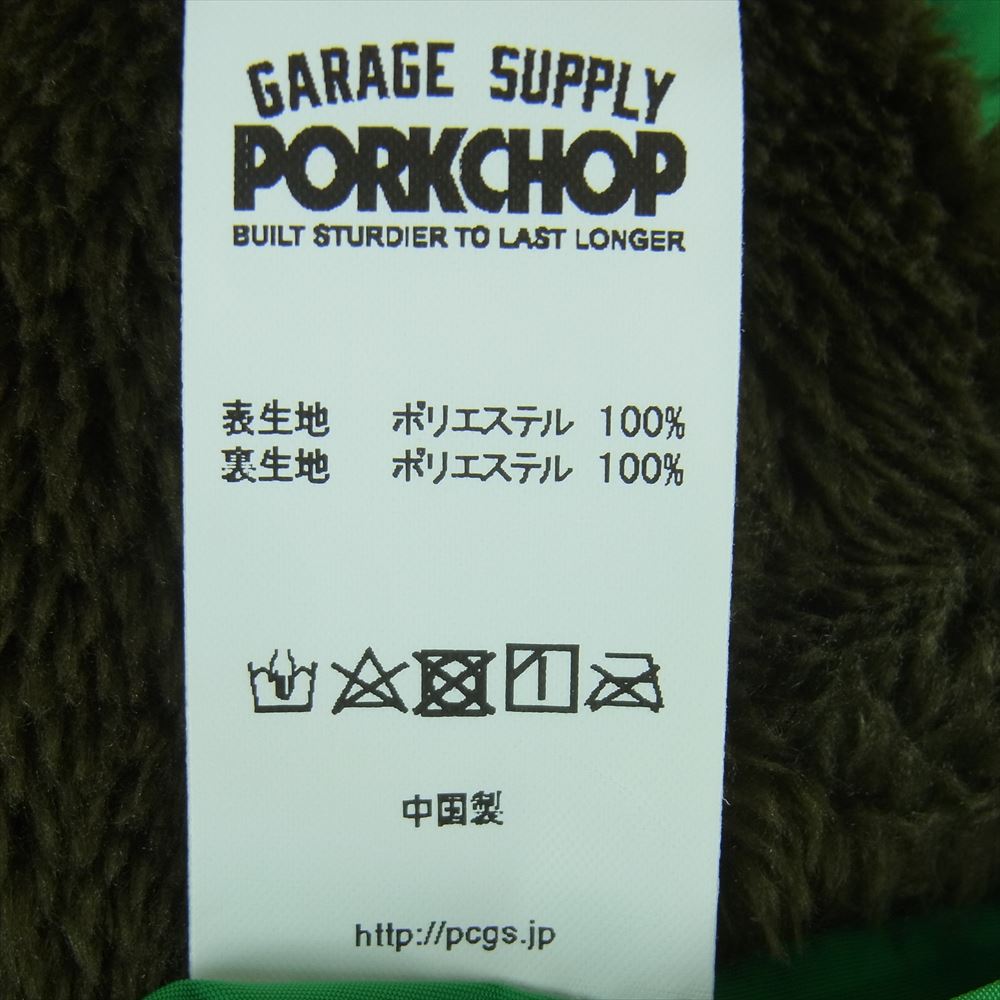 GARAGE SUPPLY
PORKCHOP
BUILT STURDIER TO LAST LONGER
表生地 ポリエステル 100%
裏生地 ポリエステル 100%
中国製
http://pcgs.jp